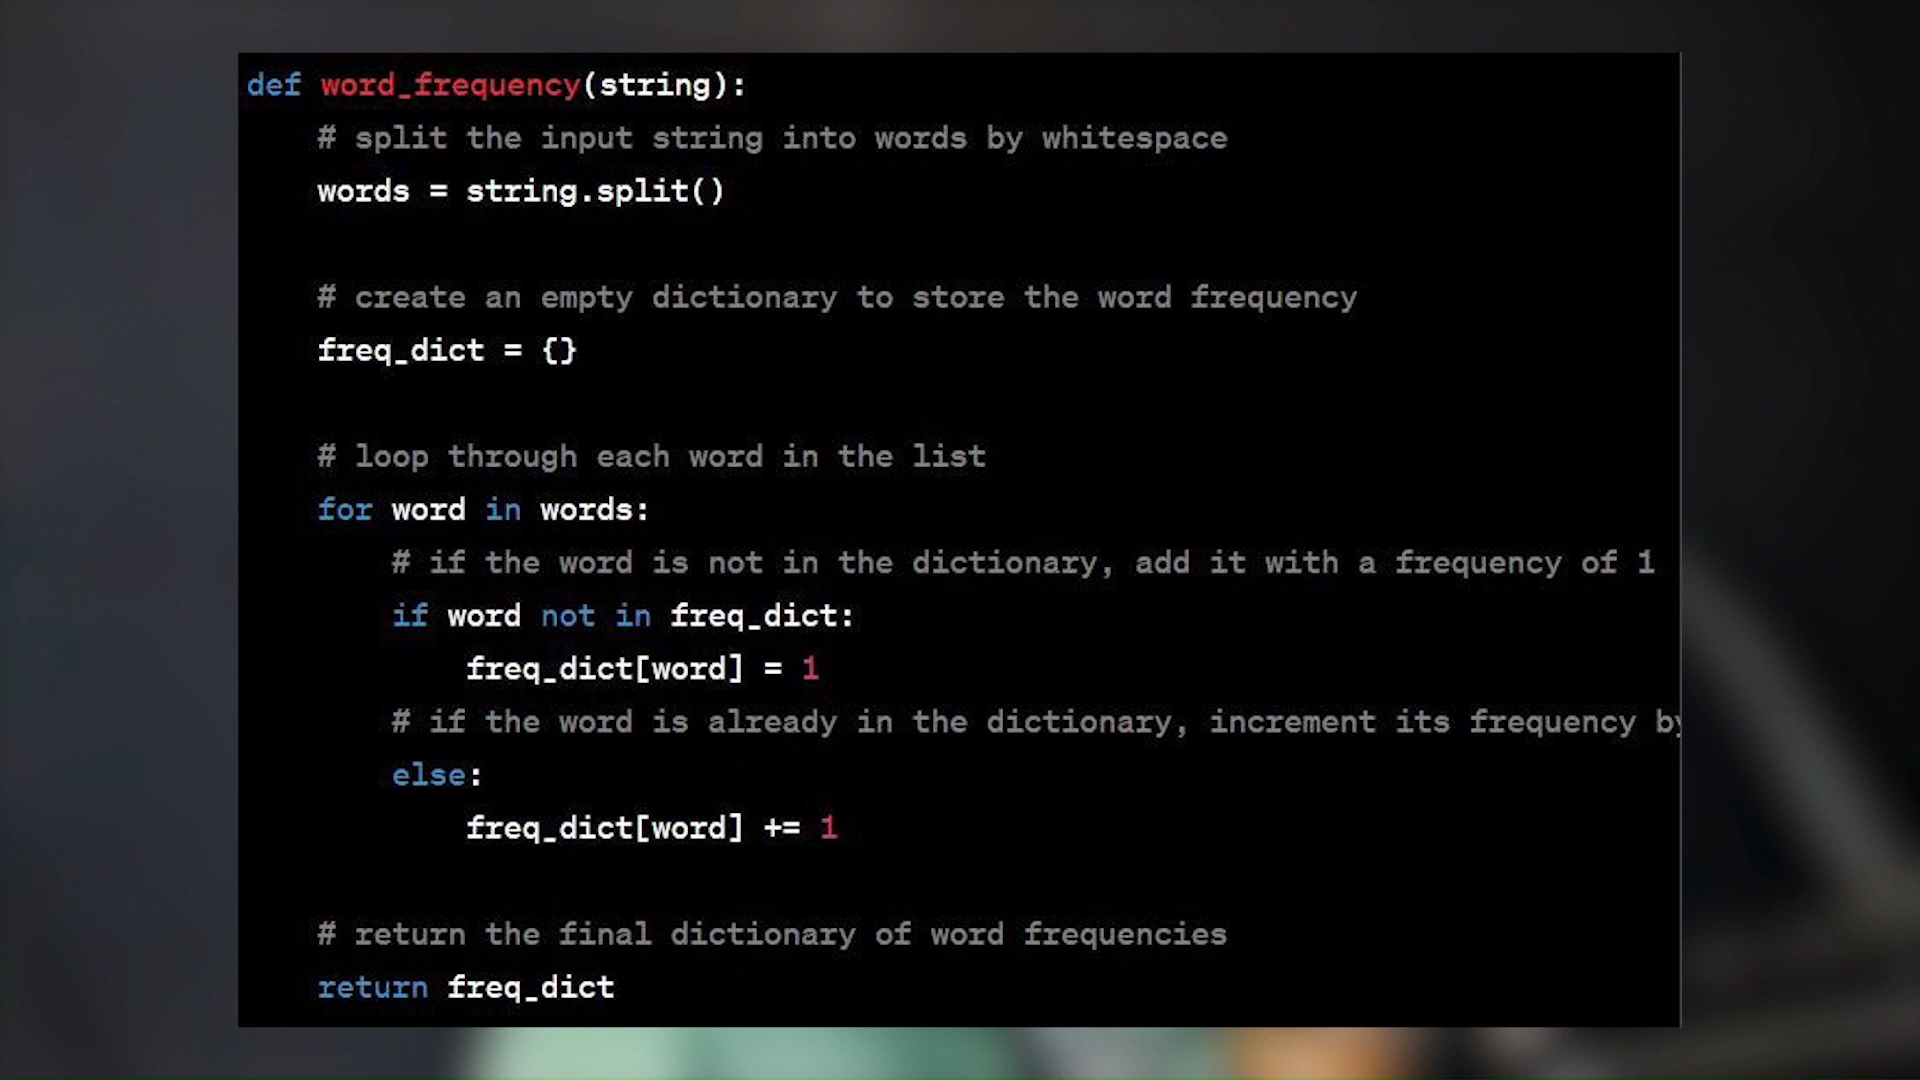 def word_frequency(string):
# split the input string into words by whitespace
words = string.split()
# create an empty dictionary to store the word frequency
freq_dict = {}
# loop through each word in the list
for word in words:
# if the word is not in the dictionary, add it with a frequency of 1
if word not in freq_dict:
freq_dict[word] = 1
# if the word is already in the dictionary, increment its frequency by
else:
freq_dict[word] += 1
# return the final dictionary of word frequencies
return freq_dict